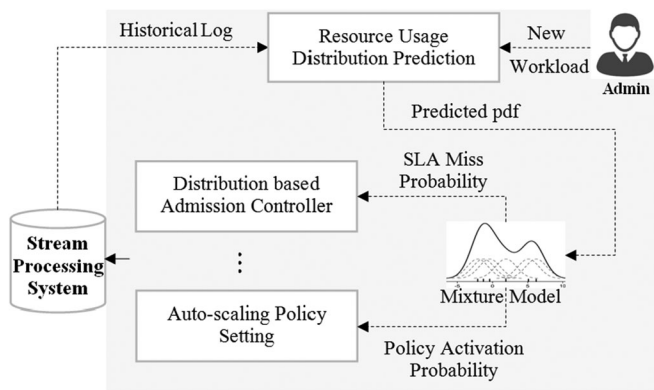 Historical Log
Resource Usage
Distribution Prediction
New
Workload
Admin
Predicted pdf
SLA Miss
Probability
Distribution based
Admission Controller
Stream
Processing
System
Mixture Model
Auto-scaling Policy
Setting
Policy Activation
Probability